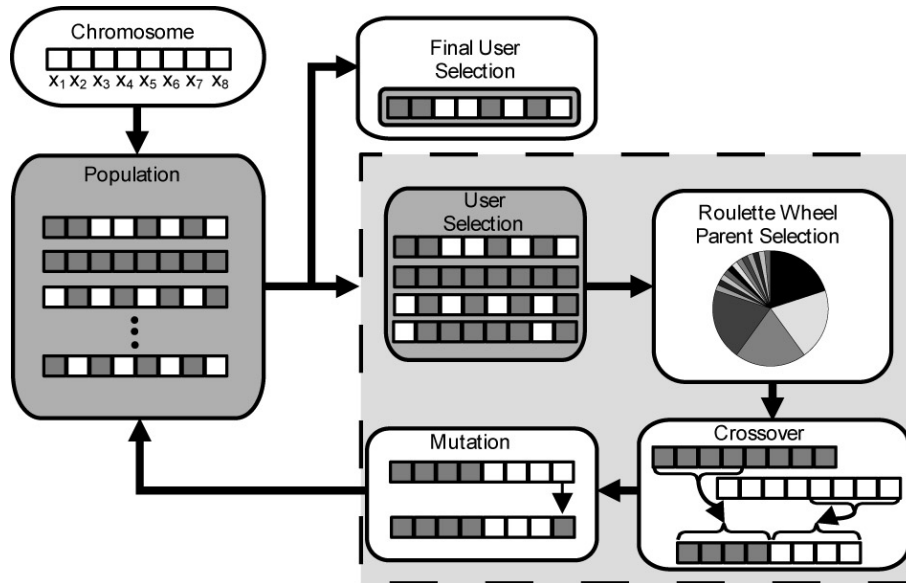 Chromosome
x₁ x₂ x₃ x₄ x₅ x₆ x₇ x₈
Final User
Selection
Population
User
Selection
Roulette Wheel
Parent Selection
Mutation
Crossover